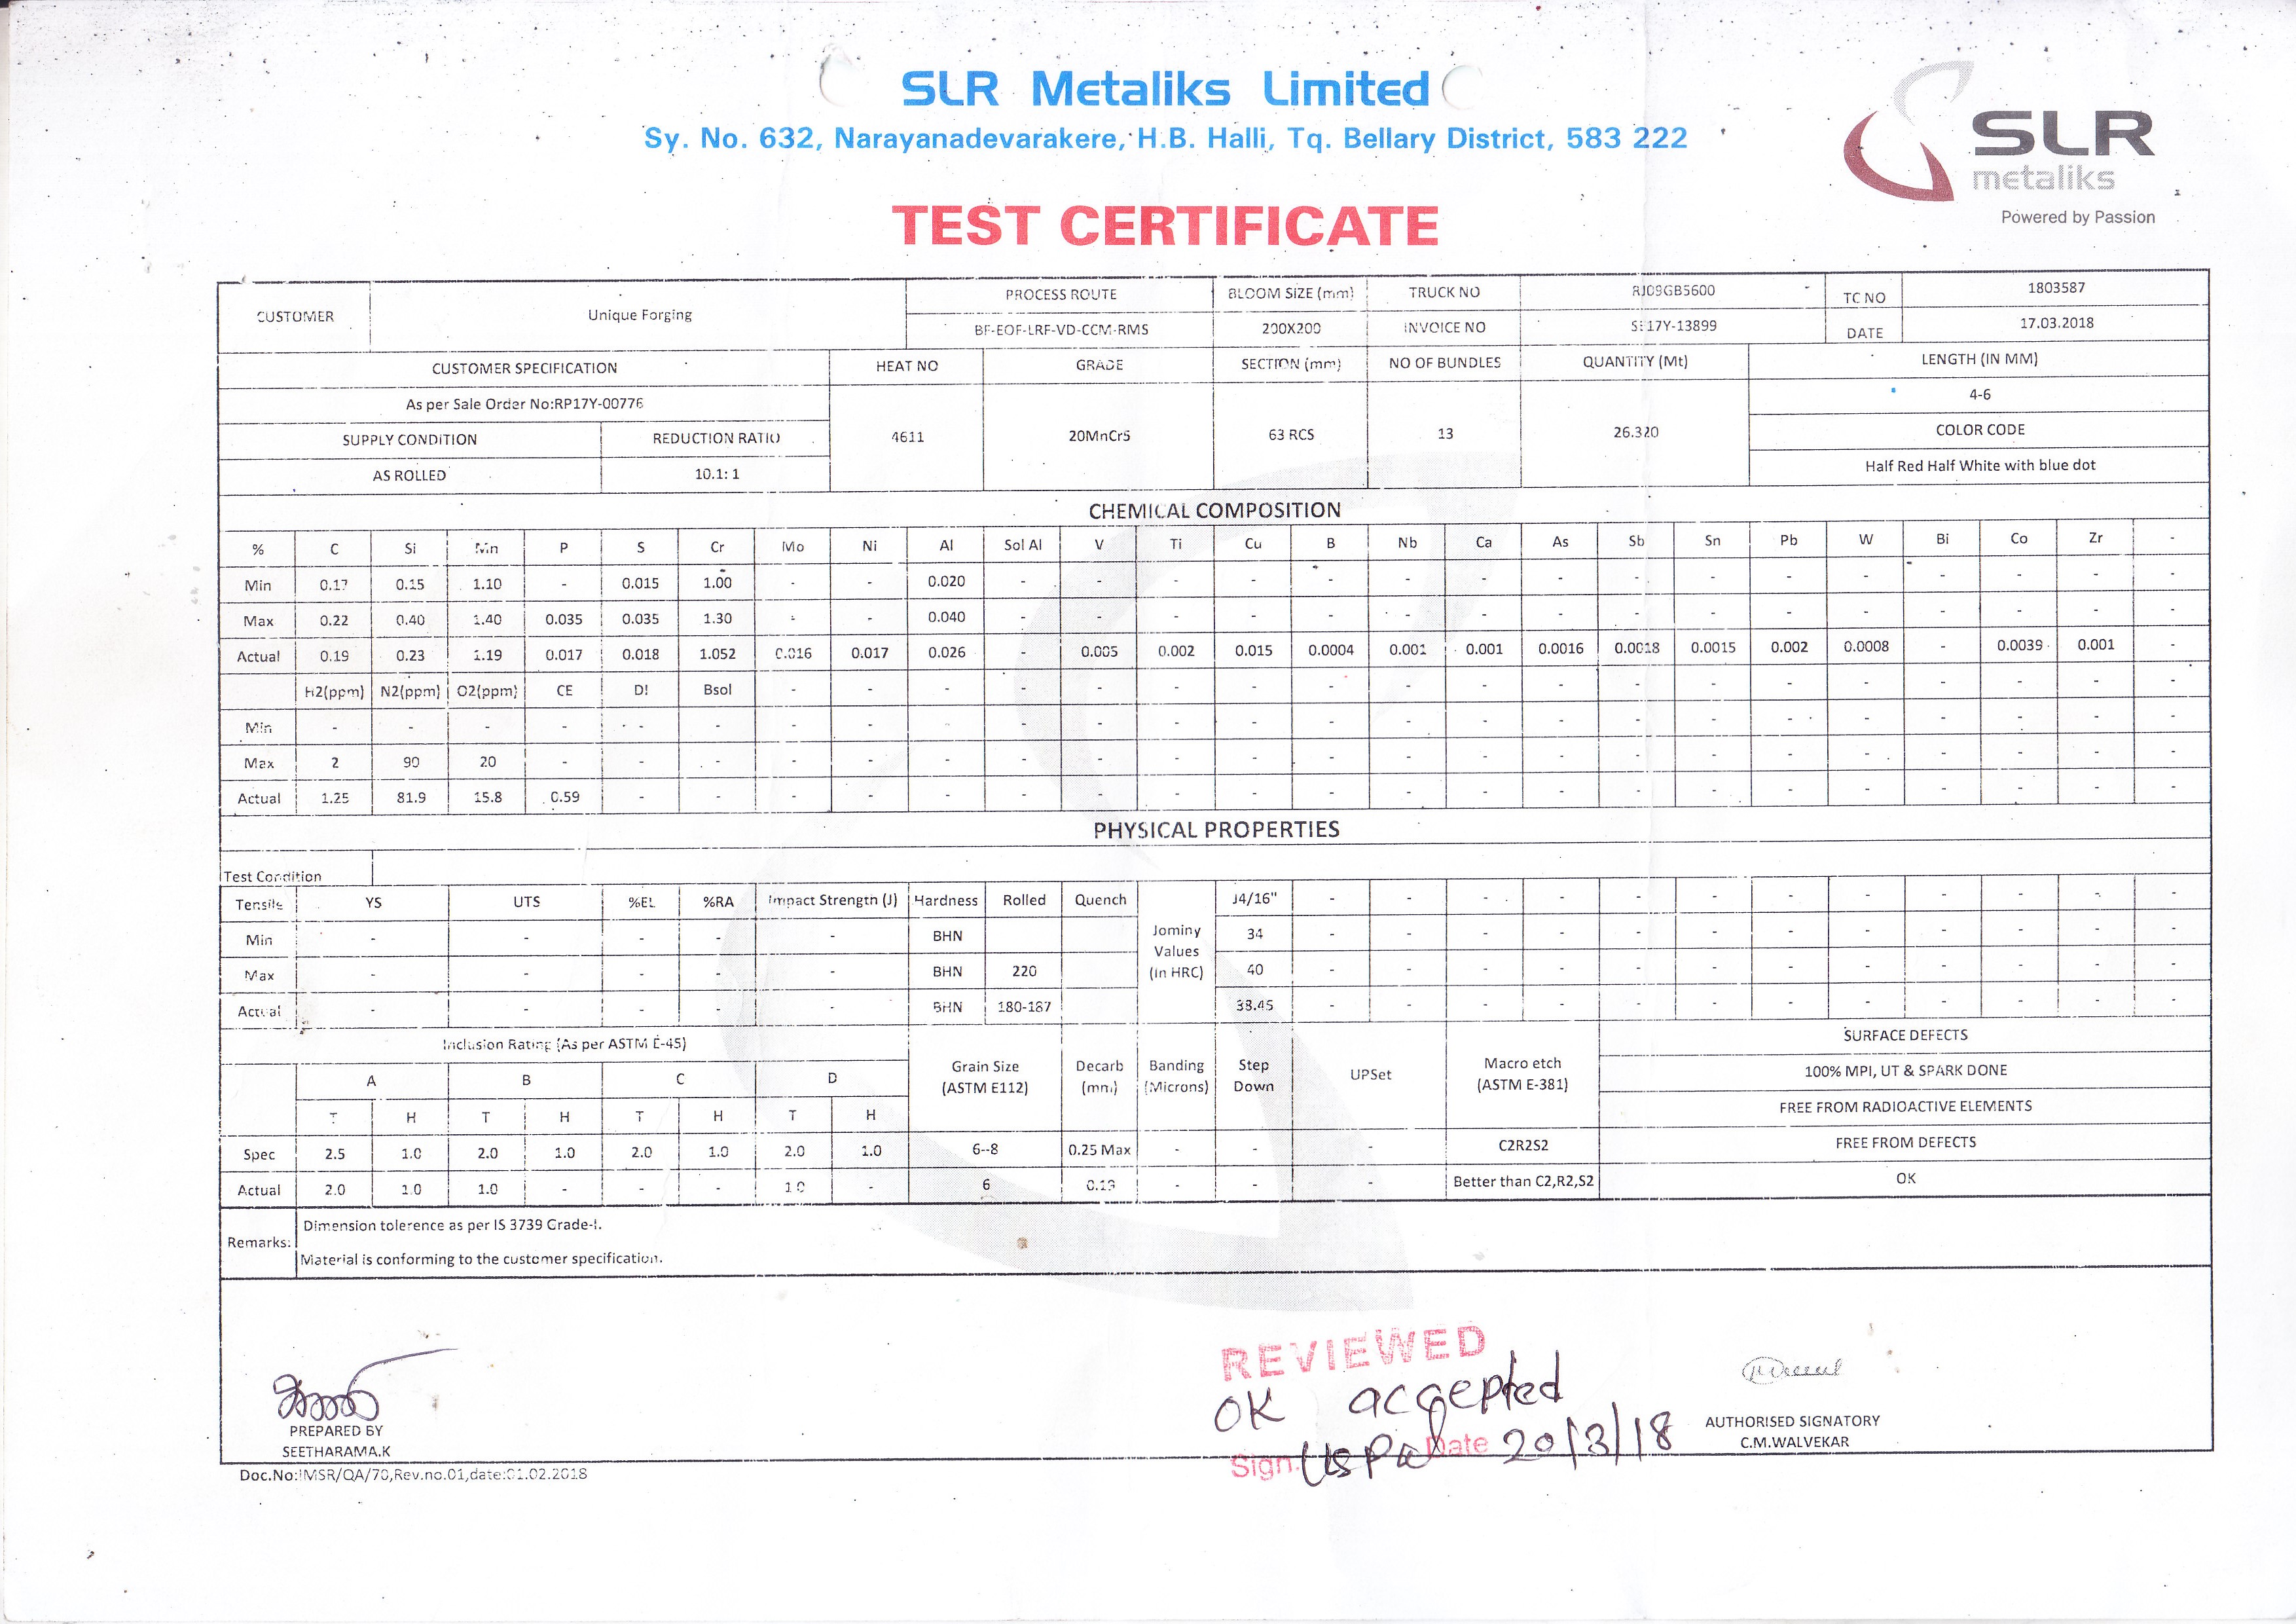 SLR Metaliks Limited
Sy. No. 632, Narayanadevarakere, H.B. Halli, Tq. Bellary District, 583 222
SLR
metaliks
Powered by Passion
TEST CERTIFICATE
CUSTOMER Unique Forging PROCESS ROUTE BLOOM SIZE (mm) TRUCK NO RJ09GB5600 TC NO 1803587
BF-EOF-LRF-VD-CCM-RMS 200X200 INVOICE NO 17Y-13899 DATE 17.03.2018
CUSTOMER SPECIFICATION HEAT NO GRADE SECTION (mm) NO OF BUNDLES QUANTITY (Mt) LENGTH (IN MM)
As per Sale Order No:RP17Y-00776 4-6
SUPPLY CONDITION REDUCTION RATIO 4611 20MnCr5 63 RCS 13 26.320 COLOR CODE
AS ROLLED 10.1: 1 Half Red Half White with blue dot
CHEMICAL COMPOSITION
% C Si Mn P S Cr Mo Ni Al Sol Al V Ti Cu B Nb Ca As Sb Sn Pb W Bi Co Zr -
Min 0.17 0.15 1.10 - 0.015 1.00 - - 0.020 - - - - - - - - - - - - - - - -
Max 0.22 0.40 1.40 0.035 0.035 1.30 - - 0.040 - - - - - - - - - - - - - - - -
Actual 0.19 0.23 1.19 0.017 0.018 1.052 0.016 0.017 0.026 - 0.005 0.002 0.015 0.0004 0.001 0.001 0.0016 0.0018 0.0015 0.002 0.0008 - 0.0039 0.001 -
H2(ppm) N2(ppm) O2(ppm) CE DI Bsol - - - - - - - - - - - - - - - - - - -
Min - - - - - - - - - - - - - - - - - - - - - - - - -
Max 2 90 20 - - - - - - - - - - - - - - - - - - - - - -
Actual 1.25 81.9 15.8 0.59 - - - - - - - - - - - - - - - - - - - - -
PHYSICAL PROPERTIES
Test Condition
Tensile YS UTS %EL %RA Impact Strength (J) Hardness Rolled Quench Jominy Values (In HRC) J4/16" - - - - - - - - - - - -
Min - - - - - BHN 34 - - - - - - - - - - - -
Max - - - - - BHN 220 40 - - - - - - - - - - - -
Actual - - - - - BHN 180-187 38.45 - - - - - - - - - - - -
Inclusion Rating (As per ASTM E-45) Grain Size (ASTM E112) Decarb (mm) Banding (Microns) Step Down UPSet Macro etch (ASTM E-381) SURFACE DEFECTS
A B C D 100% MPI, UT & SPARK DONE
T H T H T H T H FREE FROM RADIOACTIVE ELEMENTS
Spec 2.5 1.0 2.0 1.0 2.0 1.0 2.0 1.0 6--8 0.25 Max - - - C2R2S2 FREE FROM DEFECTS
Actual 2.0 1.0 1.0 - - - 1.0 - 6 - - - Better than C2,R2,S2 OK
Remarks: Dimension tolerence as per IS 3739 Grade-I.
Material is conforming to the customer specification.
REVIEWED
OK accepted
Sign. Date 20/3/18
PREPARED BY
SEETHARAMA.K
AUTHORISED SIGNATORY
C.M.WALVEKAR
Doc.No:IMSR/QA/70,Rev.no.01,date:01.02.2018